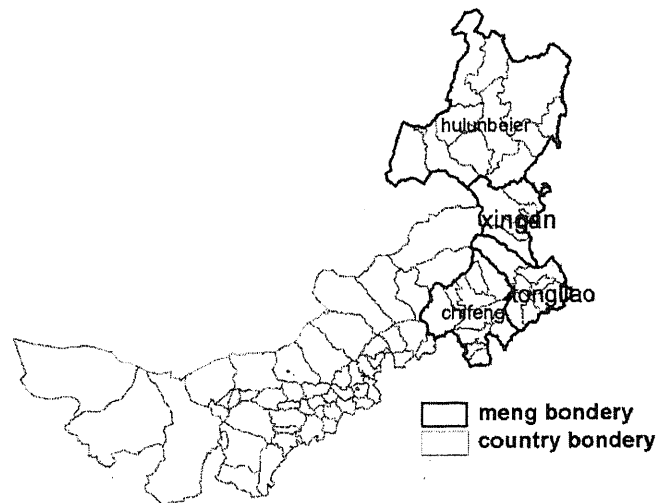 hulunbeier
xingan
tongliao
chifeng
meng bondery
country bondery